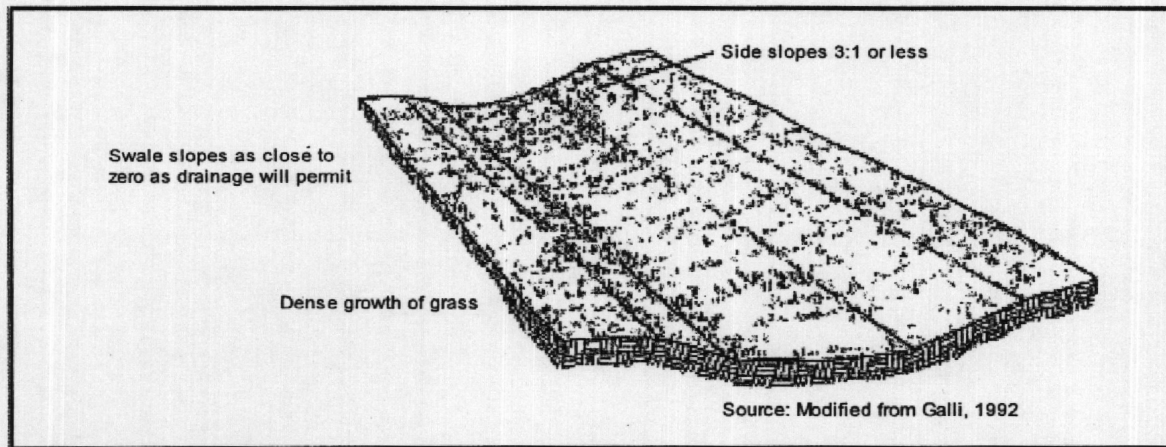 Side slopes 3:1 or less
Swale slopes as close to
zero as drainage will permit
Dense growth of grass
Source: Modified from Galli, 1992